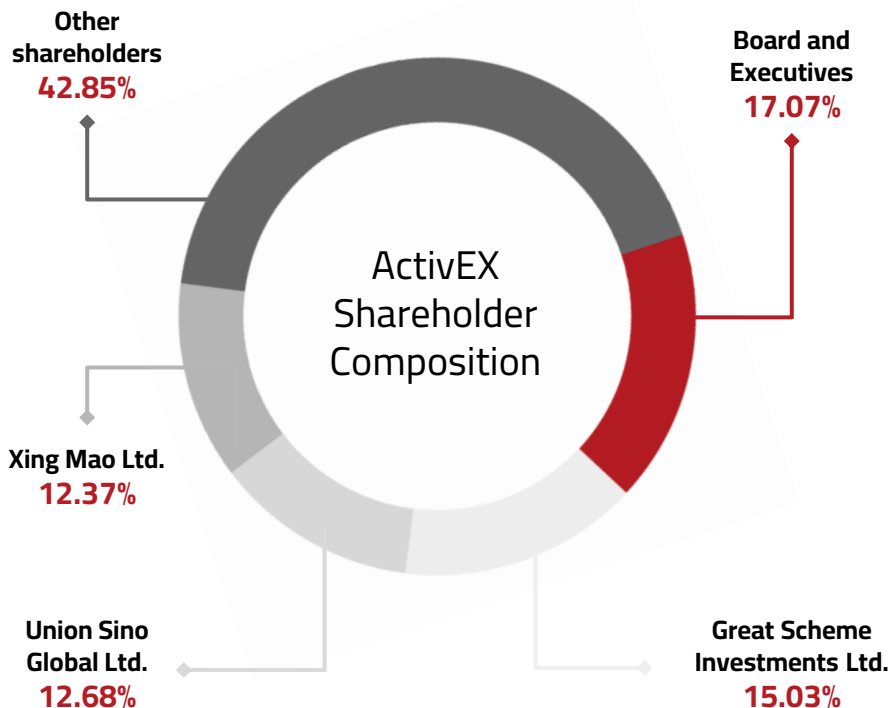 Other
shareholders
42.85%
Board and
Executives
17.07%
ActivEX
Shareholder
Composition
Xing Mao Ltd.
12.37%
Union Sino
Global Ltd.
12.68%
Great Scheme
Investments Ltd.
15.03%